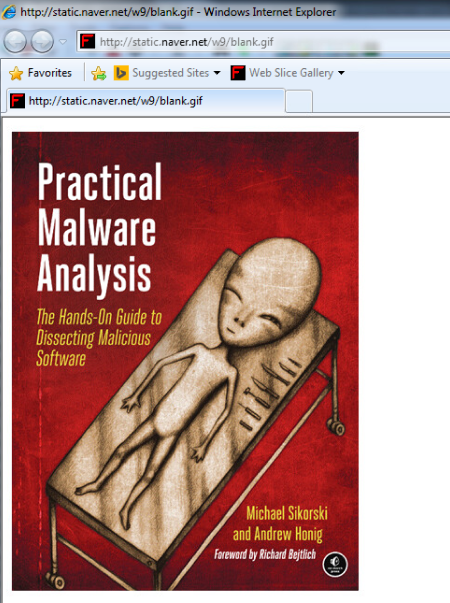 http://static.naver.net/w9/blank.gif - Windows Internet Explorer
http://static.naver.net/w9/blank.gif
Favorites Suggested Sites Web Slice Gallery
http://static.naver.net/w9/blank.gif
Practical
Malware
Analysis
The Hands-On Guide to
Dissecting Malicious
Software
Michael Sikorski
and Andrew Honig
Foreword by Richard Bejtlich